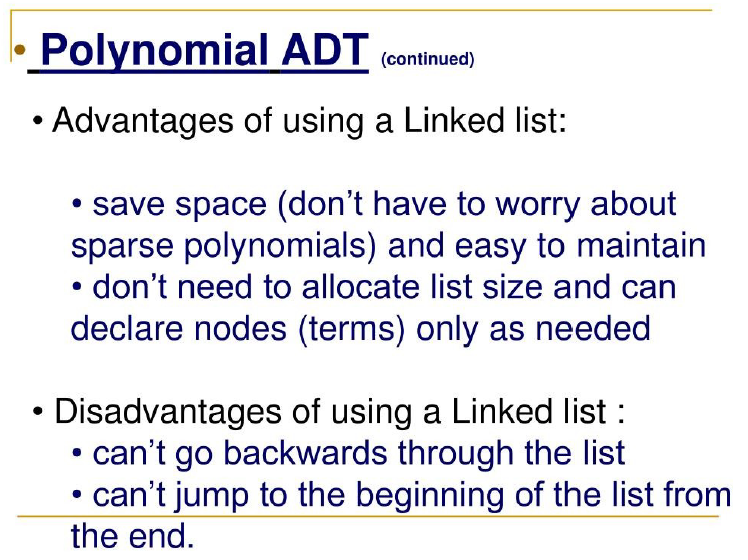 • Polynomial ADT (continued)
• Advantages of using a Linked list:
• save space (don’t have to worry about
sparse polynomials) and easy to maintain
• don’t need to allocate list size and can
declare nodes (terms) only as needed
• Disadvantages of using a Linked list :
• can’t go backwards through the list
• can’t jump to the beginning of the list from
the end.